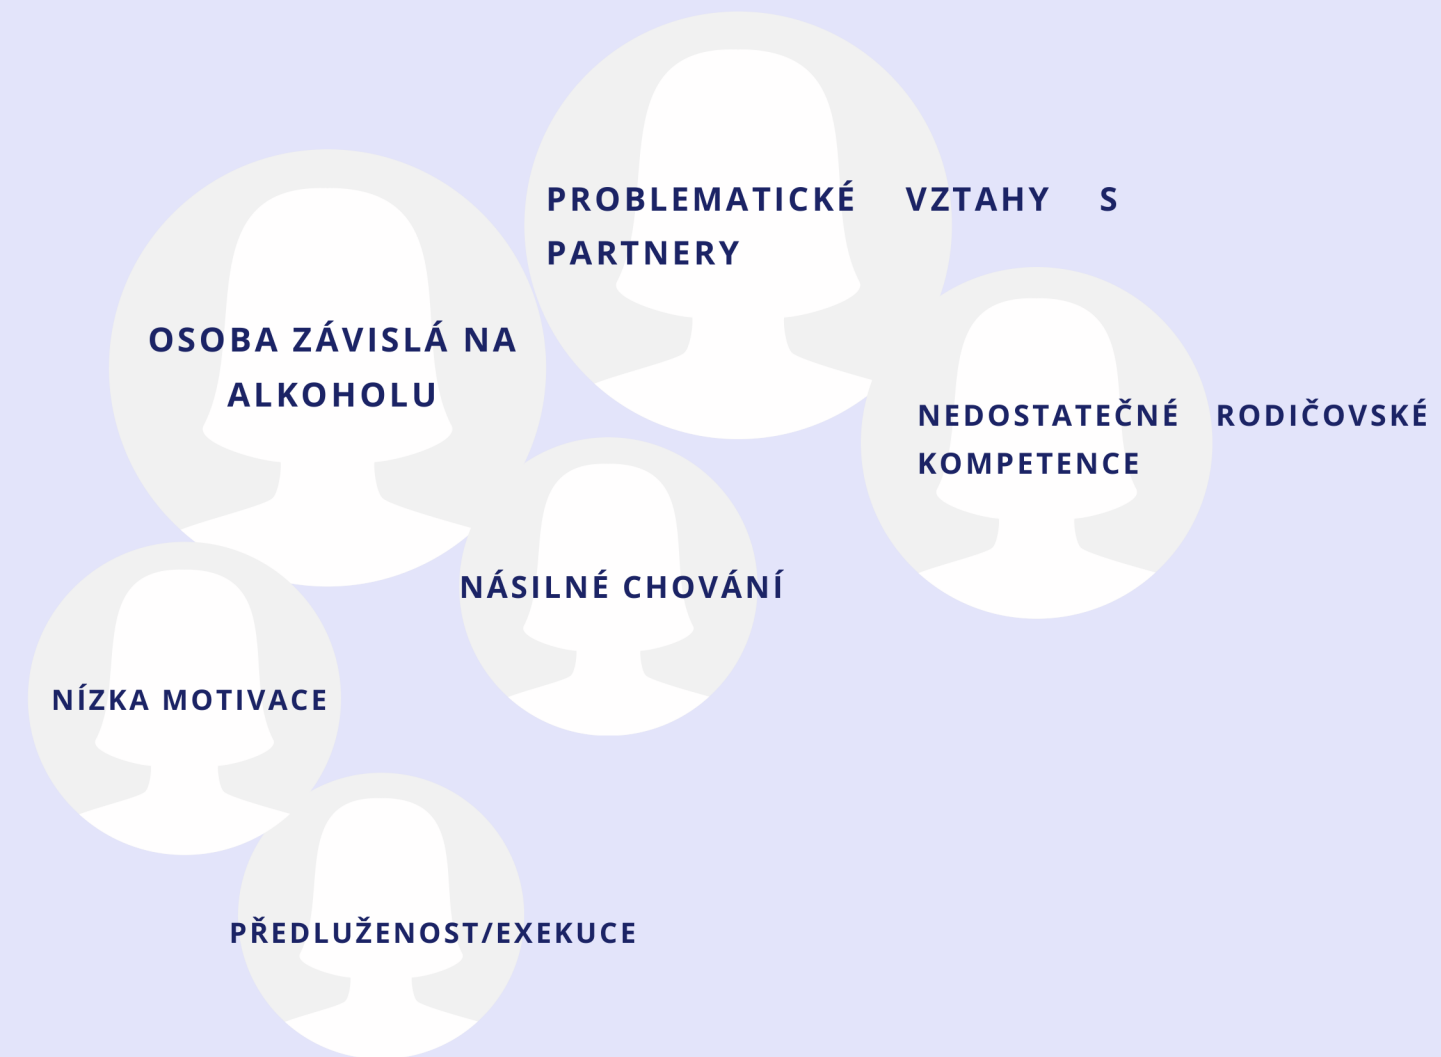 PROBLEMATICKÉ VZTAHY S
PARTNERY
OSOBA ZÁVISLÁ NA
ALKOHOLU
NEDOSTATEČNÉ RODIČOVSKÉ
KOMPETENCE
NÁSILNÉ CHOVÁNÍ
NÍZKA MOTIVACE
PŘEDLUŽENOST/EXEKUCE